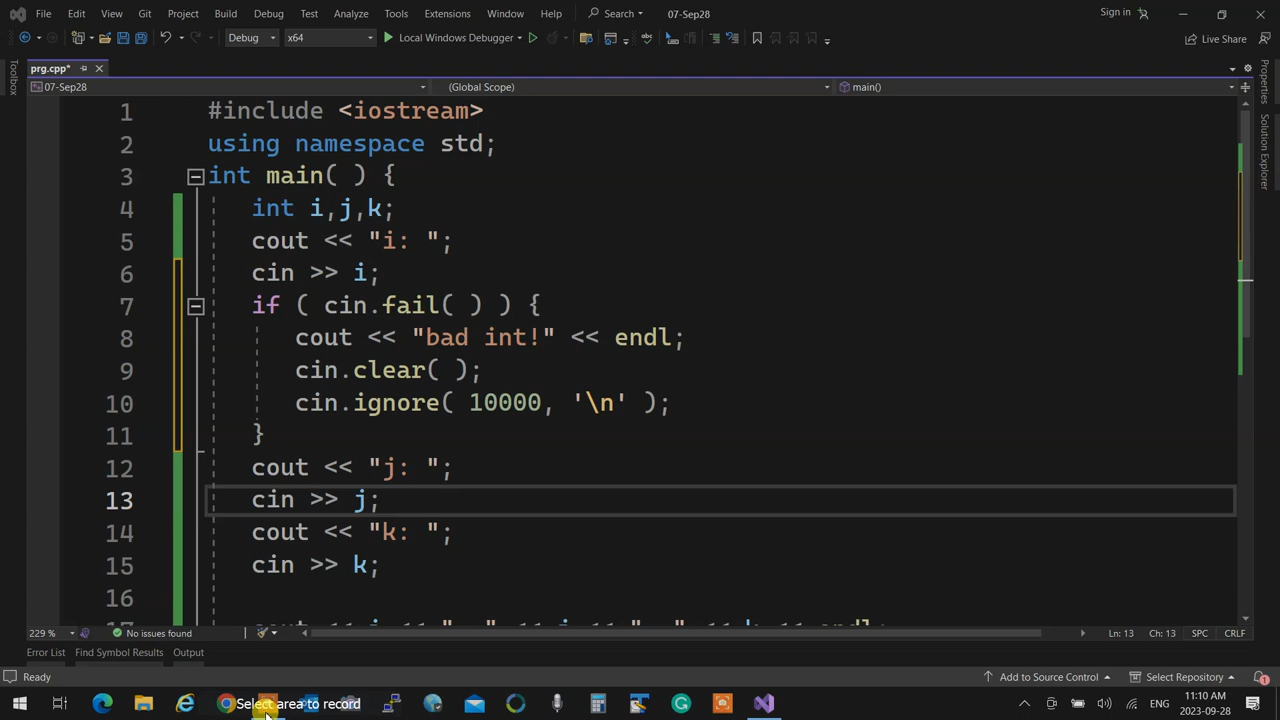 File Edit View Git Project Build Debug Test Analyze Tools Extensions Window Help Search 07-Sep28 Sign in
Debug x64 Local Windows Debugger Live Share
prg.cpp*
07-Sep28 (Global Scope) main()
Toolbox
Properties
Solution Explorer
1 #include <iostream>
2 using namespace std;
3 int main( ) {
4 int i,j,k;
5 cout << "i: ";
6 cin >> i;
7 if ( cin.fail( ) ) {
8 cout << "bad int!" << endl;
9 cin.clear( );
10 cin.ignore( 10000, '\n' );
11 }
12 cout << "j: ";
13 cin >> j;
14 cout << "k: ";
15 cin >> k;
16
229 % No issues found Ln: 13 Ch: 13 SPC CRLF
Error List Find Symbol Results Output
Ready Add to Source Control Select Repository 1
Select area to record
ENG 11:10 AM
2023-09-28